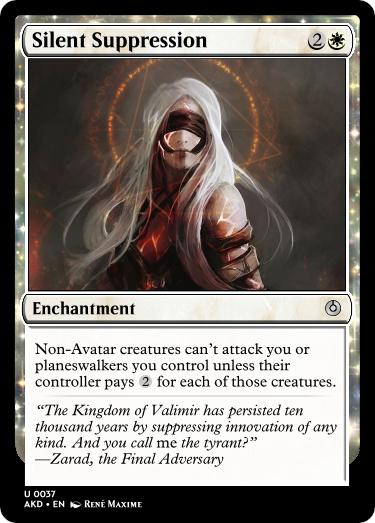 Silent Suppression 2
Enchantment
Non-Avatar creatures can't attack you or
planeswalkers you control unless their
controller pays 2 for each of those creatures.
“The Kingdom of Valimir has persisted ten
thousand years by suppressing innovation of any
kind. And you call me the tyrant?”
—Zarad, the Final Adversary
U 0037
AKD • EN René Maxime